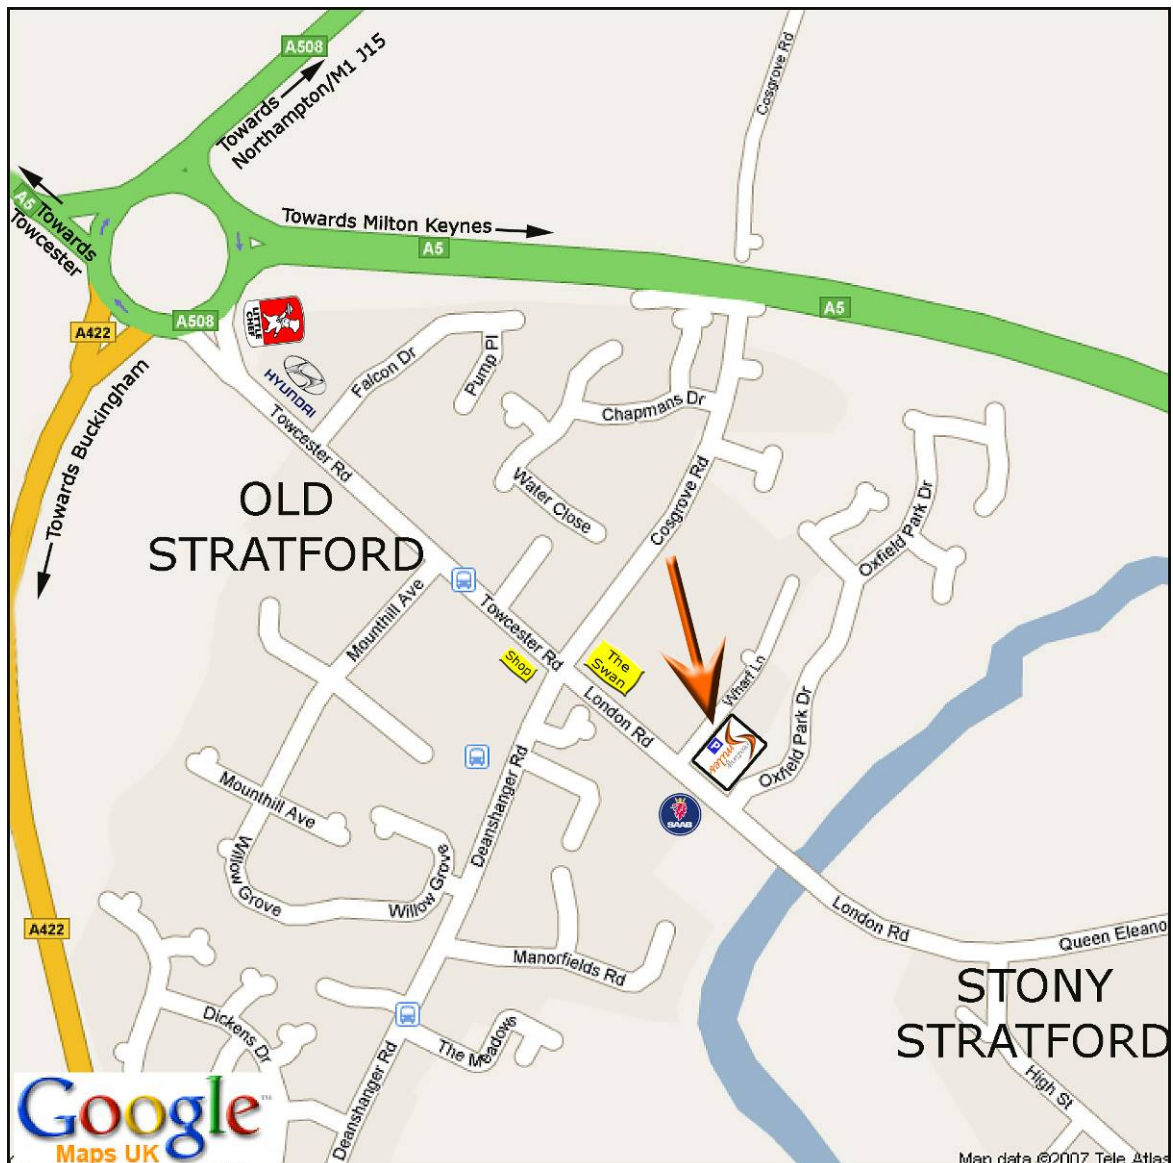 A508
Towards
Northampton/M1 J15
Cosgrove Rd
A5
Towards
Towcester
Towards Milton Keynes
A5
A5
A508
A422
LITTLE
CHEF
HYUNDAI
Towards Buckingham
Falcon Dr
Pump Pl
Chapmans Dr
Towcester Rd
Water Close
Cosgrove Rd
Oxfield Park Dr
OLD
STRATFORD
Mounthill Ave
Towcester Rd
Shop
The
Swan
London Rd
Wharf Ln
Oxfield Park Dr
P
smiles
SAAB
Mounthill Ave
Deanshanger Rd
Willow
Grove
Willow Grove
A422
London Rd
Queen Eleano
Manorfields Rd
STONY
STRATFORD
Dickens Dr
The Meadows
Deanshanger Rd
High St
Google™
Maps UK
Map data ©2007 Tele Atlas